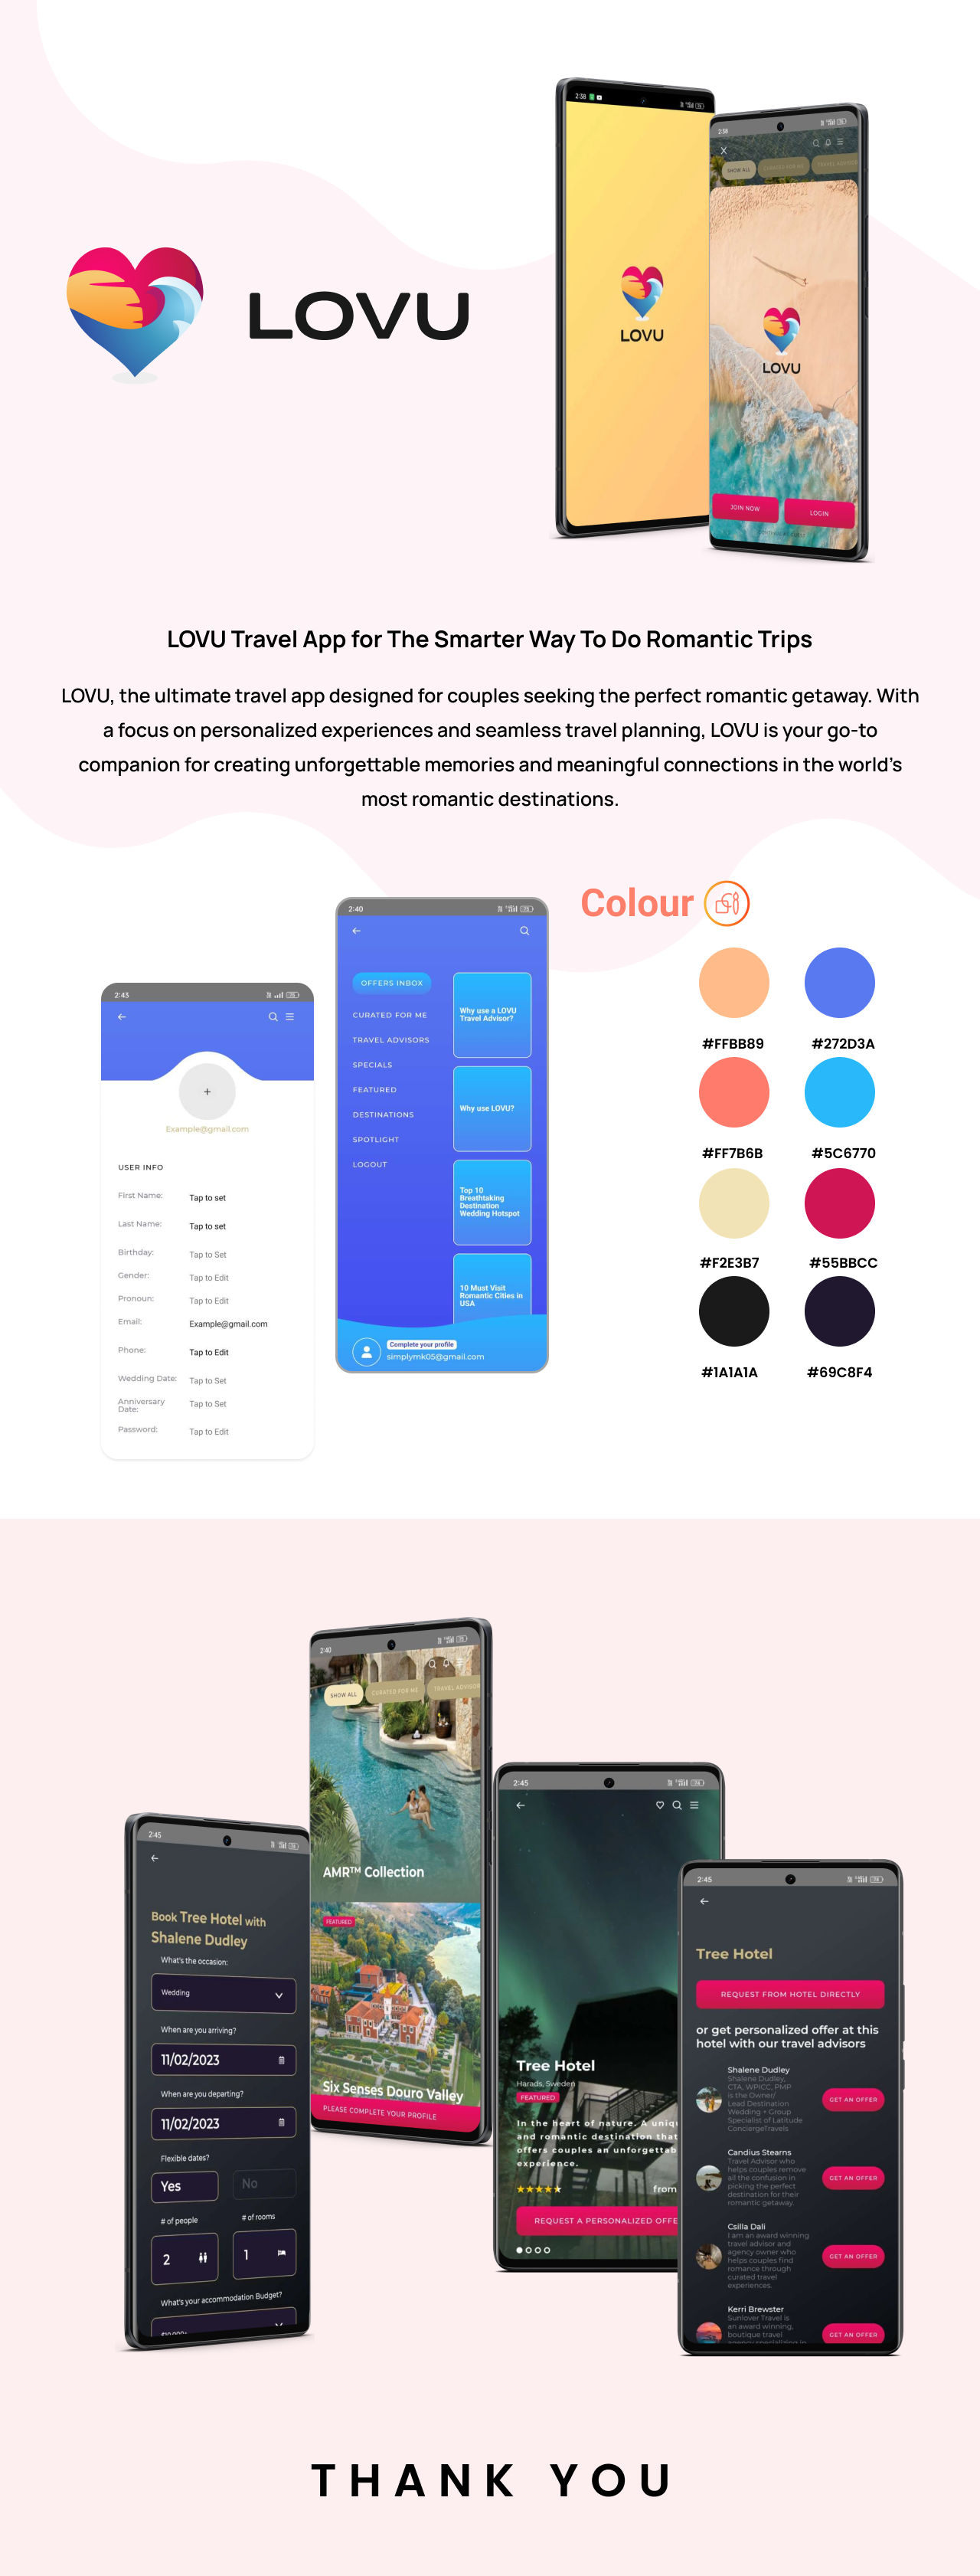 LOVU
2:38
LOVU
2:38
X
SHOW ALL
CURATED FOR ME
TRAVEL ADVISOR
LOVU
JOIN NOW
LOGIN
LOVU Travel App for The Smarter Way To Do Romantic Trips
LOVU, the ultimate travel app designed for couples seeking the perfect romantic getaway. With
a focus on personalized experiences and seamless travel planning, LOVU is your go-to
companion for creating unforgettable memories and meaningful connections in the world's
most romantic destinations.
2:43
Example@gmail.com
USER INFO
First Name: Tap to set
Last Name: Tap to set
Birthday: Tap to Set
Gender: Tap to Edit
Pronoun: Tap to Edit
Email: Example@gmail.com
Phone: Tap to Edit
Wedding Date: Tap to Set
Anniversary
Date: Tap to Set
Password: Tap to Edit
2:40
OFFERS INBOX
CURATED FOR ME
TRAVEL ADVISORS
SPECIALS
FEATURED
DESTINATIONS
SPOTLIGHT
LOGOUT
Why use a LOVU
Travel Advisor?
Why use LOVU?
Top 10
Breathtaking
Destination
Wedding Hotspot
10 Must Visit
Romantic Cities in
USA
Complete your profile
simplymk05@gmail.com
Colour
#FFBB89 #272D3A
#FF7B6B #5C6770
#F2E3B7 #55BBCC
#1A1A1A #69C8F4
2:45
Book Tree Hotel with
Shalene Dudley
What's the occasion:
Wedding
When are you arriving?
11/02/2023
When are you departing?
11/02/2023
Flexible dates?
Yes No
# of people # of rooms
2 1
What's your accommodation Budget?
2:40
SHOW ALL
CURATED FOR ME
TRAVEL ADVISOR
AMR™ Collection
FEATURED
Six Senses Douro Valley
PLEASE COMPLETE YOUR PROFILE
2:45
Tree Hotel
Harads, Sweden
FEATURED
In the heart of nature. A uniqu
and romantic destination that
offers couples an unforgettab
experience.
from
REQUEST A PERSONALIZED OFFE
2:45
Tree Hotel
REQUEST FROM HOTEL DIRECTLY
or get personalized offer at this
hotel with our travel advisors
Shalene Dudley
Shalene Dudley,
CTA, WPICC, PMP
is the Owner/
Lead Destination
Wedding + Group
Specialist of Latitude
ConciergeTravels
GET AN OFFER
Candius Stearns
Travel Advisor who
helps couples remove
all the confusion in
picking the perfect
destination for their
romantic getaway.
GET AN OFFER
Csilla Dali
I am an award winning
travel advisor and
agency owner who
helps couples find
romance through
curated travel
experiences.
GET AN OFFER
Kerri Brewster
Sunlover Travel is
an award winning,
boutique travel
agency specializing in
GET AN OFFER
THANK YOU